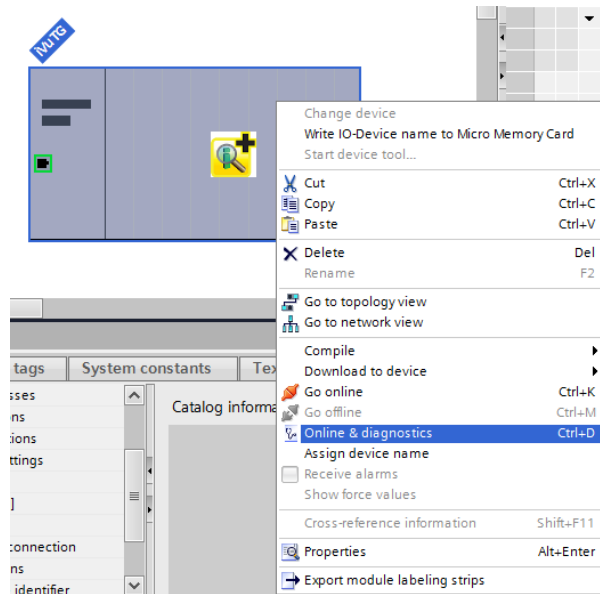 iMuTG
Change device
Write IO-Device name to Micro Memory Card
Start device tool...
Cut Ctrl+X
Copy Ctrl+C
Paste Ctrl+V
Delete Del
Rename F2
Go to topology view
Go to network view
Compile
Download to device
Go online Ctrl+K
Go offline Ctrl+M
Online & diagnostics Ctrl+D
Assign device name
Receive alarms
Show force values
Cross-reference information Shift+F11
Properties Alt+Enter
Export module labeling strips
tags System constants Tex
sses
ns
tions
ttings
]
connection
ns
identifier
Catalog informa